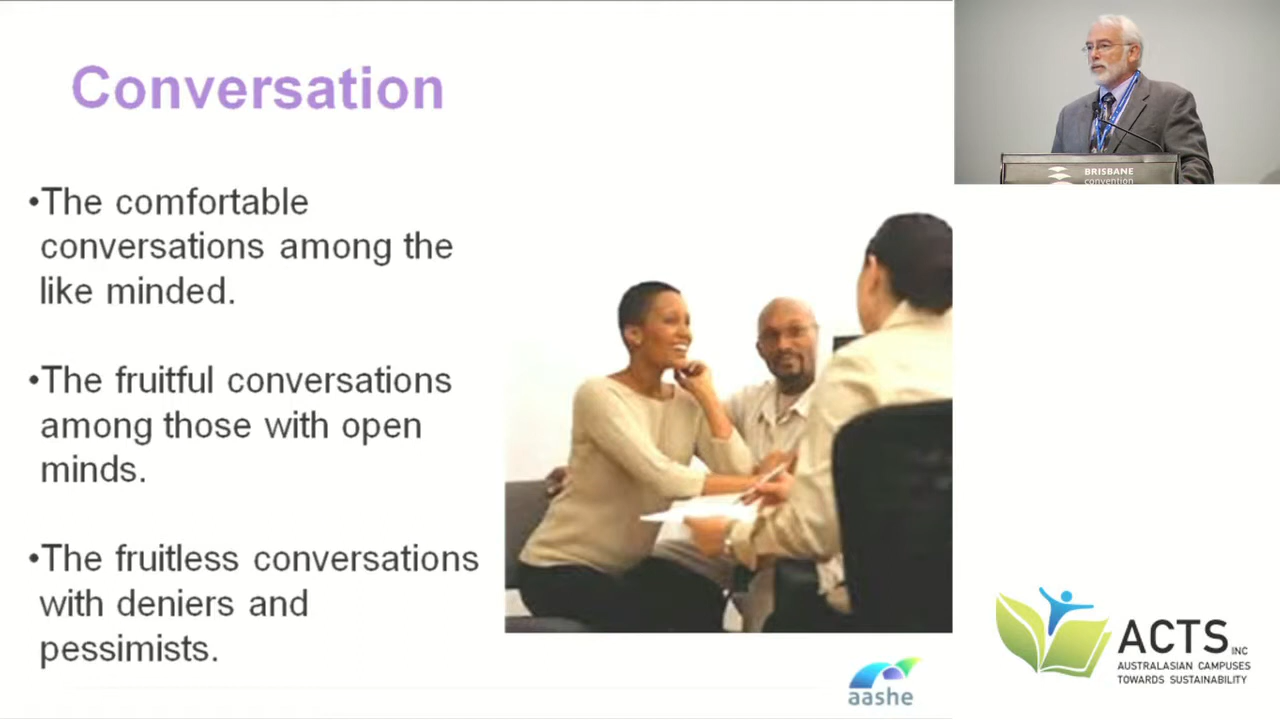 Conversation
•The comfortable
conversations among the
like minded.
•The fruitful conversations
among those with open
minds.
•The fruitless conversations
with deniers and
pessimists.
aashe
BRISBANE
convention
ACTS INC
AUSTRALASIAN CAMPUSES
TOWARDS SUSTAINABILITY